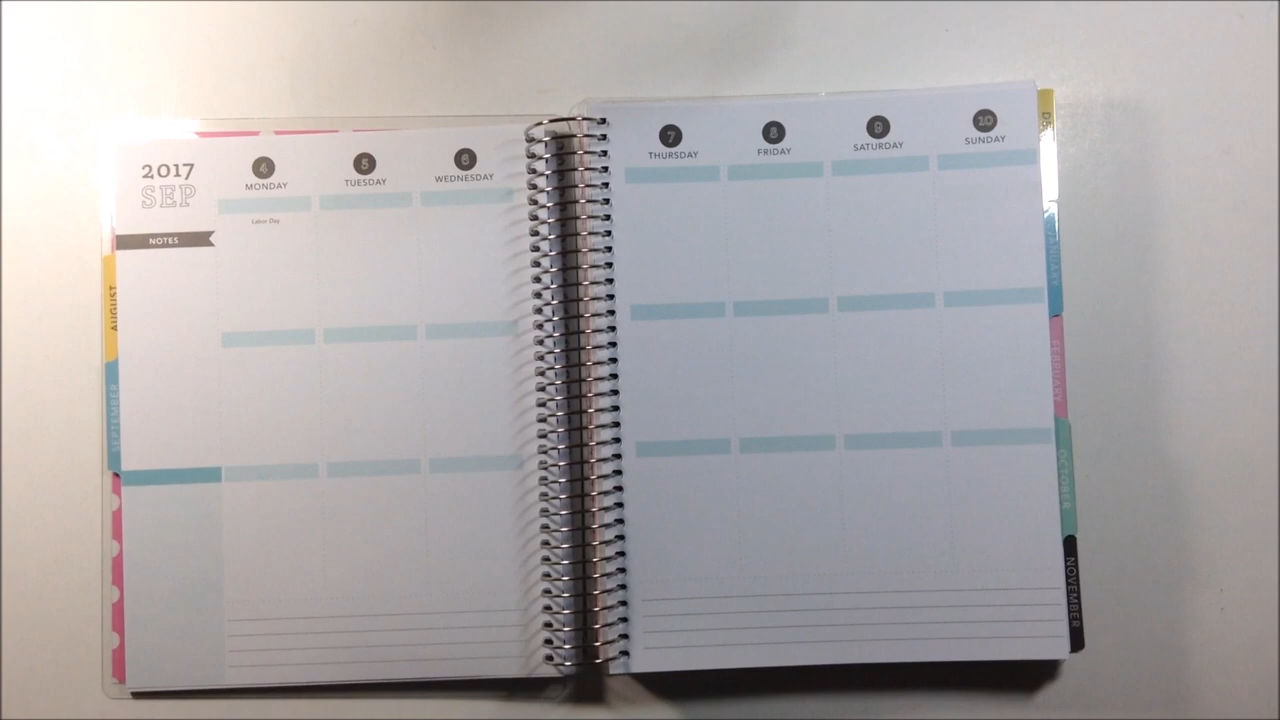 2017
SEP
NOTES
4
MONDAY
Labor Day
5
TUESDAY
6
WEDNESDAY
7
THURSDAY
8
FRIDAY
9
SATURDAY
10
SUNDAY
AUGUST
SEPTEMBER
JANUARY
FEBRUARY
OCTOBER
NOVEMBER